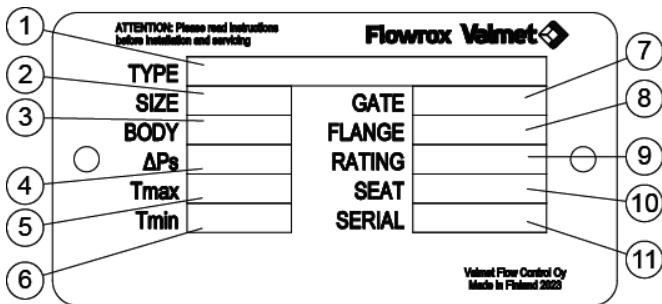 ATTENTION: Please read instructions
before installation and servicing
Flowrox Valmet
1
2
3
4
5
6
TYPE
SIZE
BODY
ΔPs
Tmax
Tmin
GATE
FLANGE
RATING
SEAT
SERIAL
7
8
9
10
11
Valmet Flow Control Oy
Made in Finland 2023